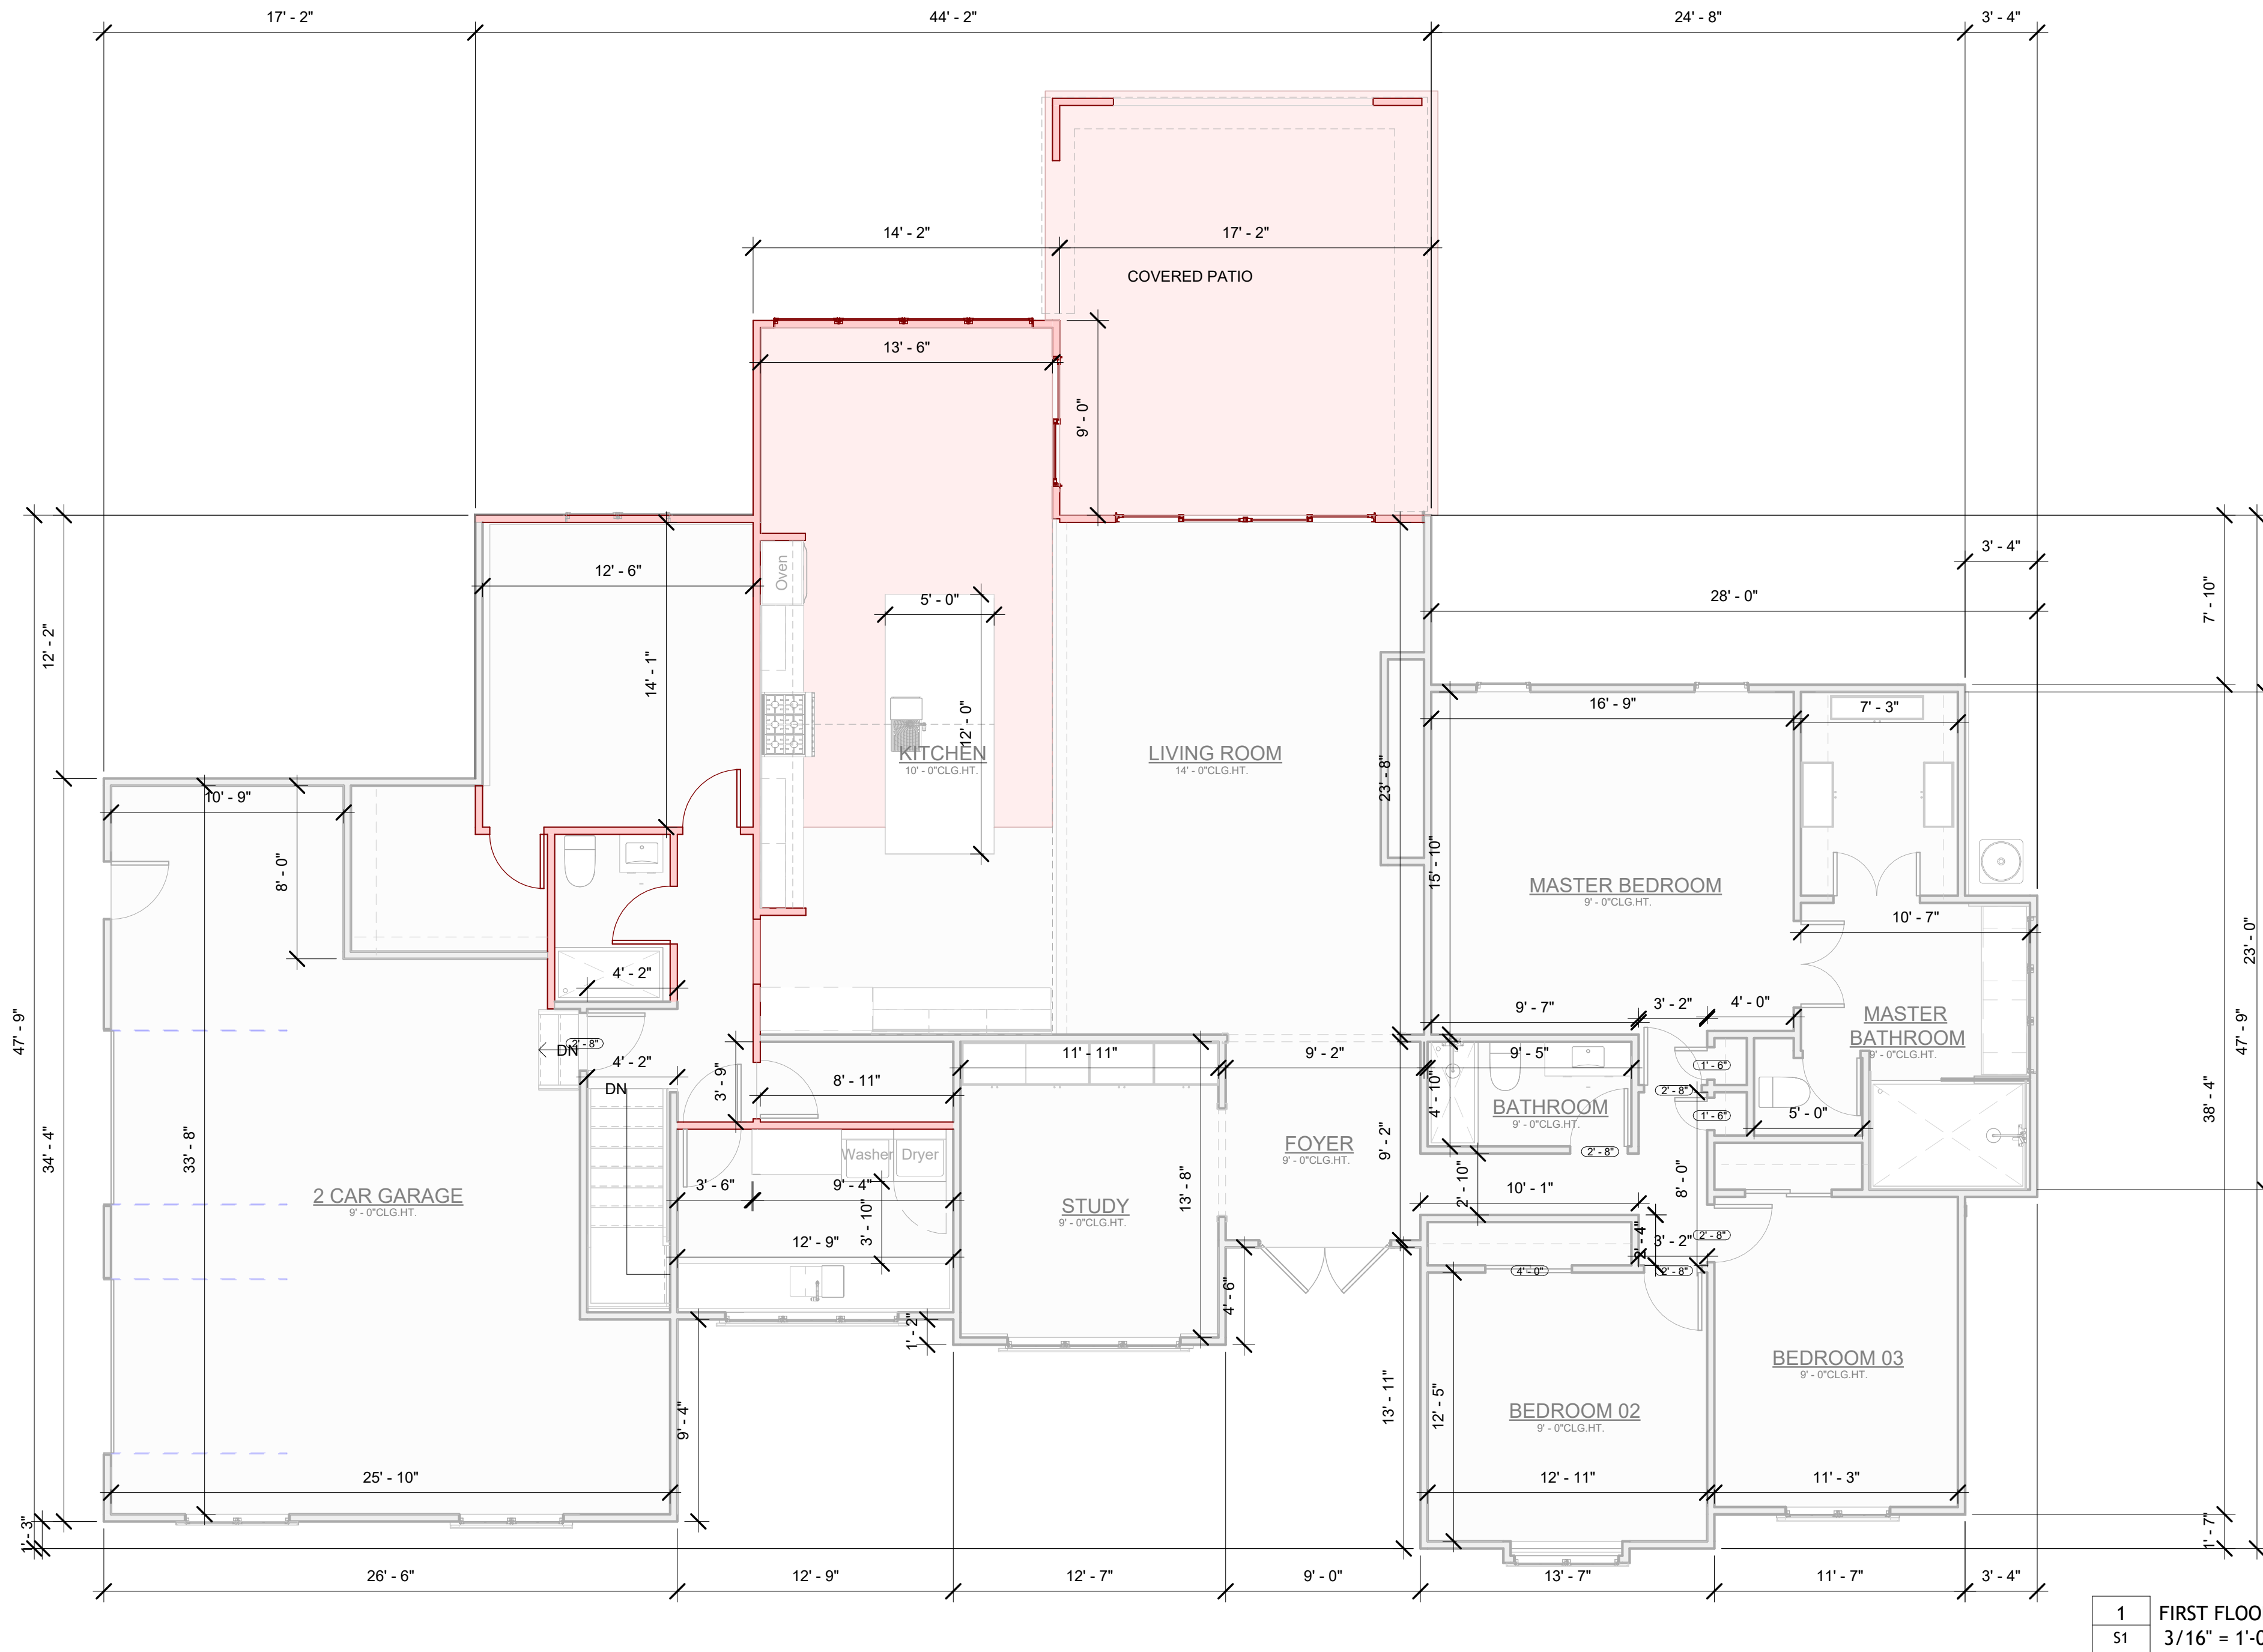 17' - 2"
44' - 2"
24' - 8"
3' - 4"
14' - 2"
17' - 2"
COVERED PATIO
13' - 6"
9' - 0"
12' - 6"
Oven
5' - 0"
3' - 4"
28' - 0"
7' - 10"
12' - 2"
14' - 1"
12' - 0"
16' - 9"
7' - 3"
KITCHEN
10' - 0"CLG.HT.
LIVING ROOM
14' - 0"CLG.HT.
23' - 8"
10' - 9"
8' - 0"
15' - 10"
MASTER BEDROOM
9' - 0"CLG.HT.
10' - 7"
23' - 0"
4' - 2"
9' - 7"
3' - 2"
4' - 0"
MASTER
BATHROOM
9' - 0"CLG.HT.
47' - 9"
47' - 9"
2' - 8"
DN
4' - 2"
DN
3' - 9"
8' - 11"
11' - 11"
9' - 2"
9' - 5"
1' - 6"
2' - 8"
4' - 10"
BATHROOM
9' - 0"CLG.HT.
1' - 6"
5' - 0"
38' - 4"
34' - 4"
33' - 8"
Washer
Dryer
FOYER
9' - 0"CLG.HT.
9' - 2"
2' - 8"
2 CAR GARAGE
9' - 0"CLG.HT.
3' - 6"
9' - 4"
STUDY
9' - 0"CLG.HT.
13' - 8"
2' - 10"
10' - 1"
8' - 0"
12' - 9"
3' - 10"
2' - 4"
3' - 2"
2' - 8"
4' - 0"
2' - 8"
4' - 6"
1' - 2"
BEDROOM 03
9' - 0"CLG.HT.
9' - 4"
13' - 11"
12' - 5"
BEDROOM 02
9' - 0"CLG.HT.
25' - 10"
12' - 11"
11' - 3"
1' - 3"
1' - 7"
26' - 6"
12' - 9"
12' - 7"
9' - 0"
13' - 7"
11' - 7"
3' - 4"
1
FIRST FLOO
S1
3/16" = 1'-0